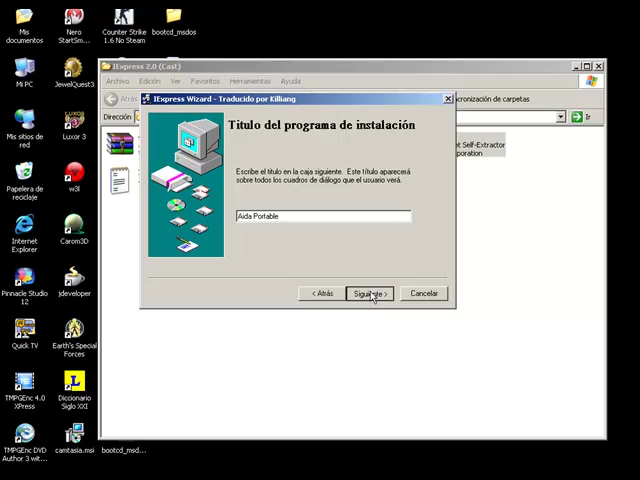 Mis
documentos
Nero
StartSm...
Counter Strike
1.6 No Steam
bootcd_msdos
Mi PC
JewelQuest3
Mis sitios de
red
Luxor 3
Papelera de
reciclaje
w3l
Internet
Explorer
Carom3D
Pinnacle Studio
12
jdeveloper
Quick TV
Earth's Special
Forces
TMPGEnc 4.0
XPress
Diccionario
Siglo XXI
TMPGEnc DVD
Author 3 wit...
camtasia.msi
bootcd_msd...
IExpress 2.0 (Cast)
Archivo Edición Ver Favoritos Herramientas Ayuda
Atrás
cronización de carpetas
Dirección
Ir
et Self-Extractor
poration
IExpress Wizard - Traducido por Killiang
Titulo del programa de instalación
Escribe el titulo en la caja siguiente. Este título aparecerá
sobre todos los cuadros de diálogo que el usuario verá.
Aida Portable
< Atrás
Siguiente >
Cancelar